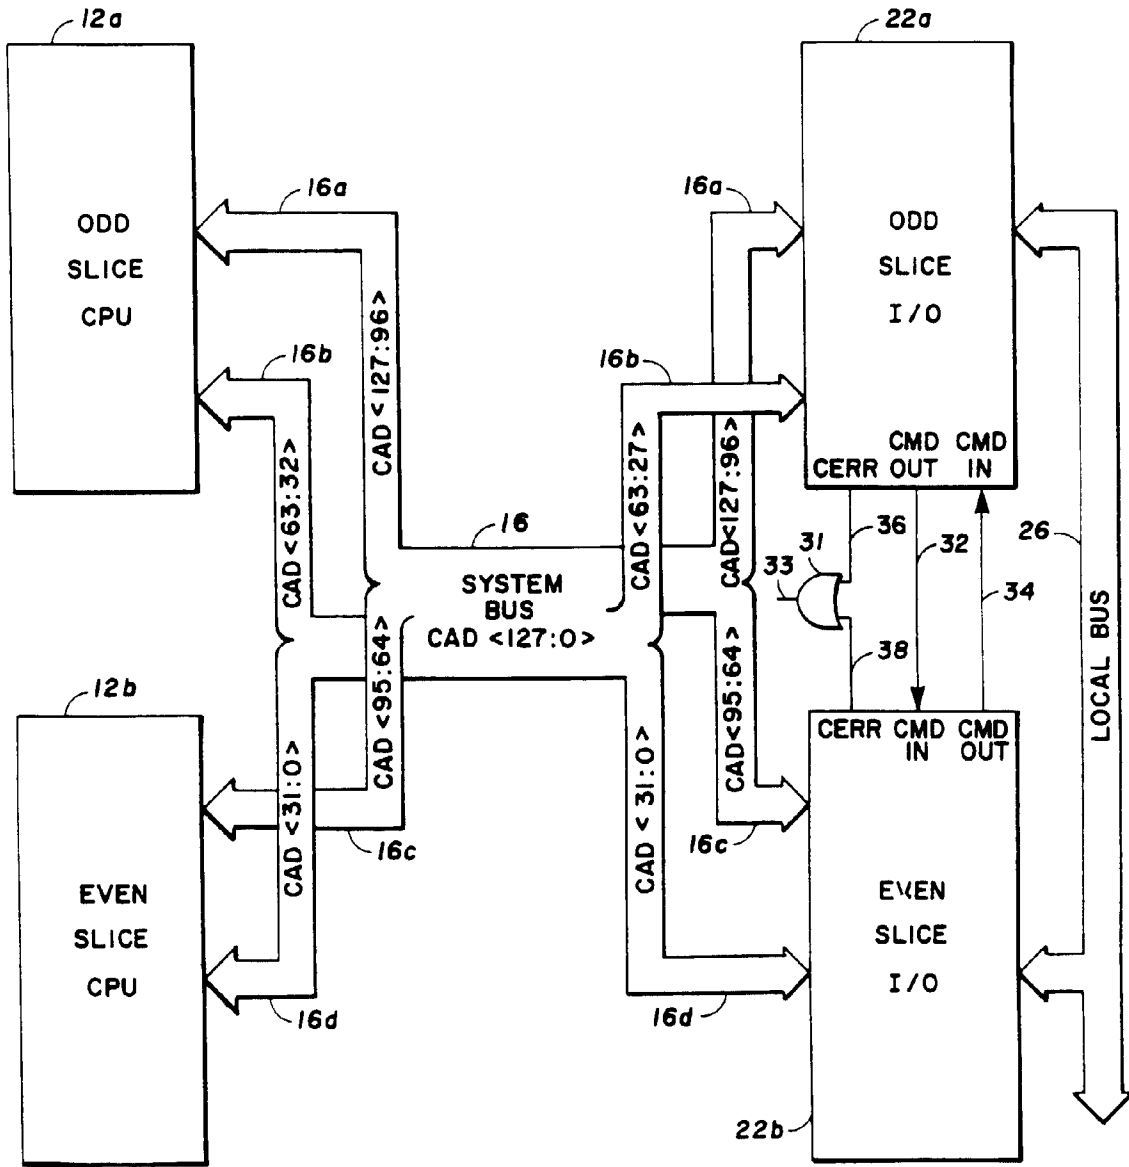 12a
22a
16a
16a
ODD
SLICE
CPU
ODD
SLICE
I/O
16b
16b
CAD <127:96>
CAD <63:32>
CAD <63:27>
CAD<127:96>
CERR
CMD
OUT
CMD
IN
16
36
31
32
26
33
34
SYSTEM
BUS
CAD <127:0>
38
LOCAL BUS
12b
CAD <95:64>
CAD<95:64>
CERR
CMD
IN
CMD
OUT
CAD <31:0>
CAD <31:0>
16c
16c
EVEN
SLICE
CPU
EVEN
SLICE
I/O
16d
16d
22b